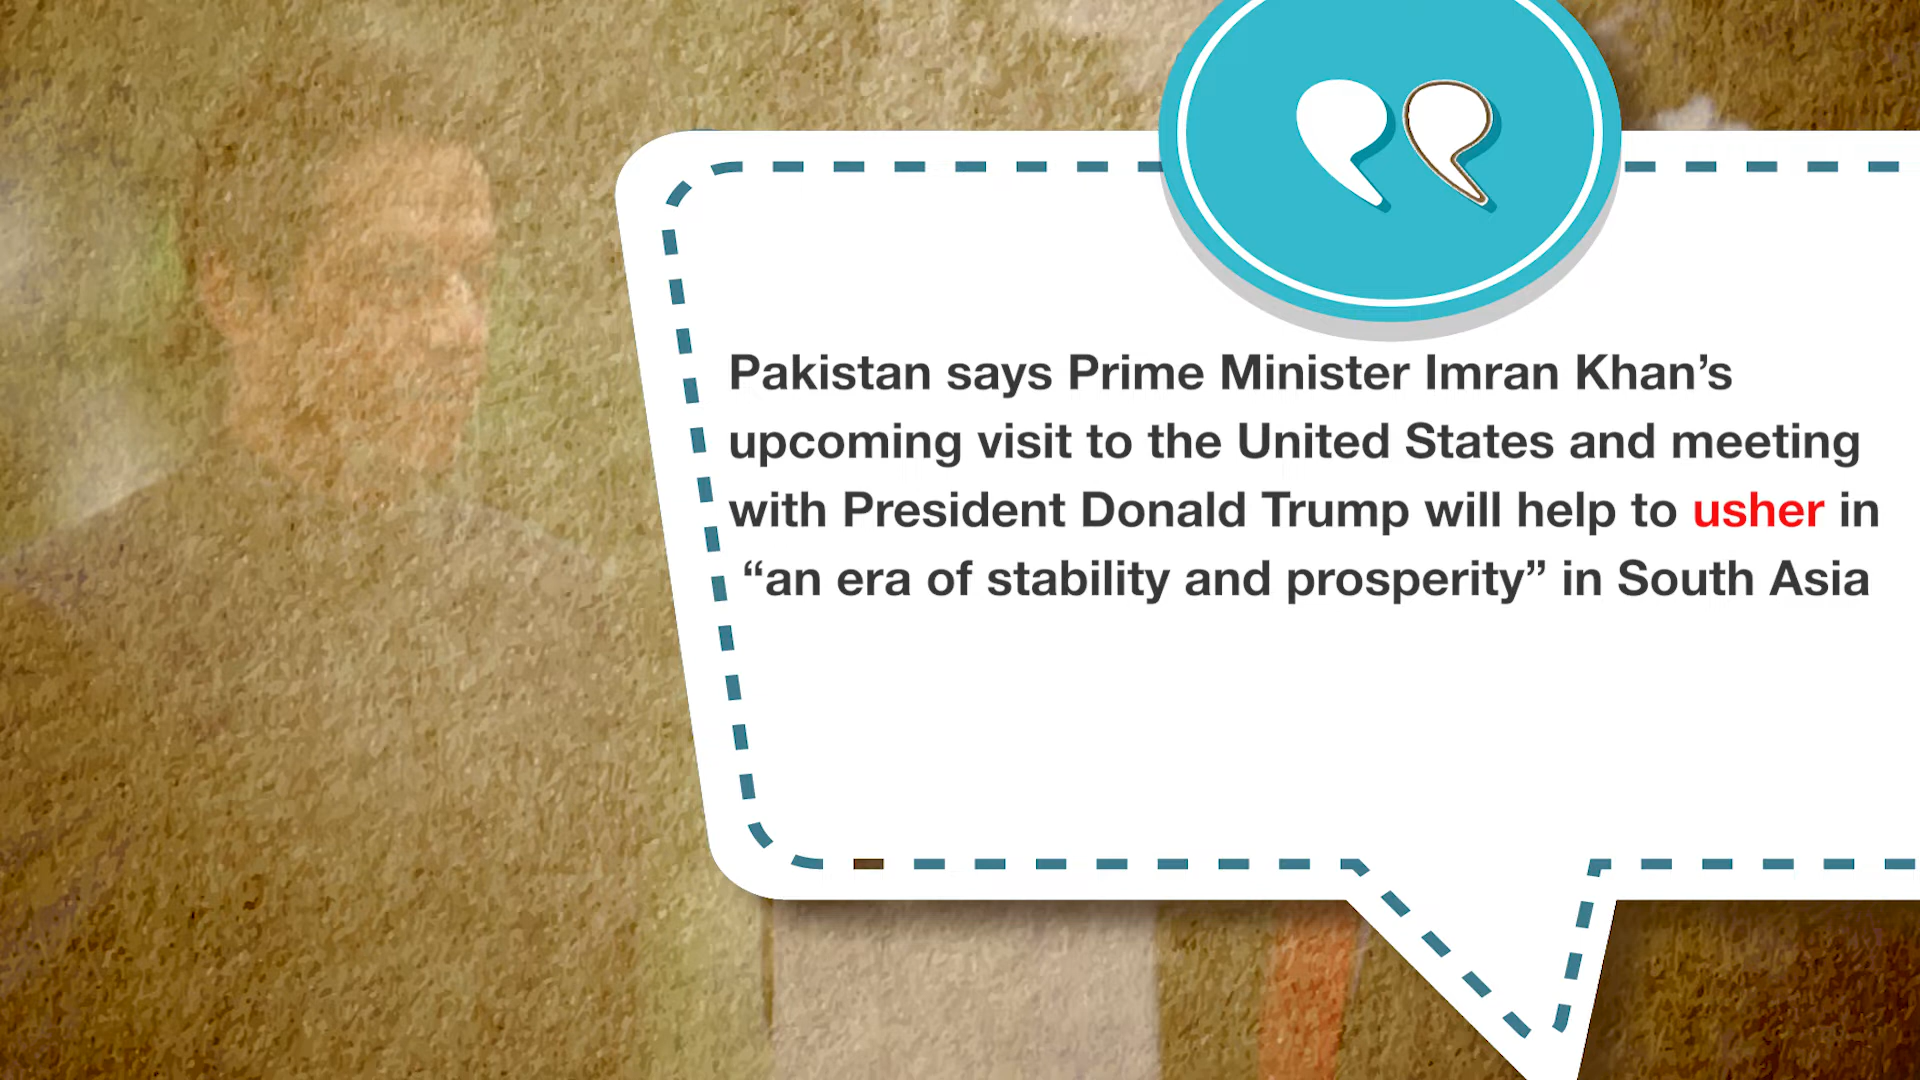 Pakistan says Prime Minister Imran Khan’s
upcoming visit to the United States and meeting
with President Donald Trump will help to usher in
“an era of stability and prosperity” in South Asia